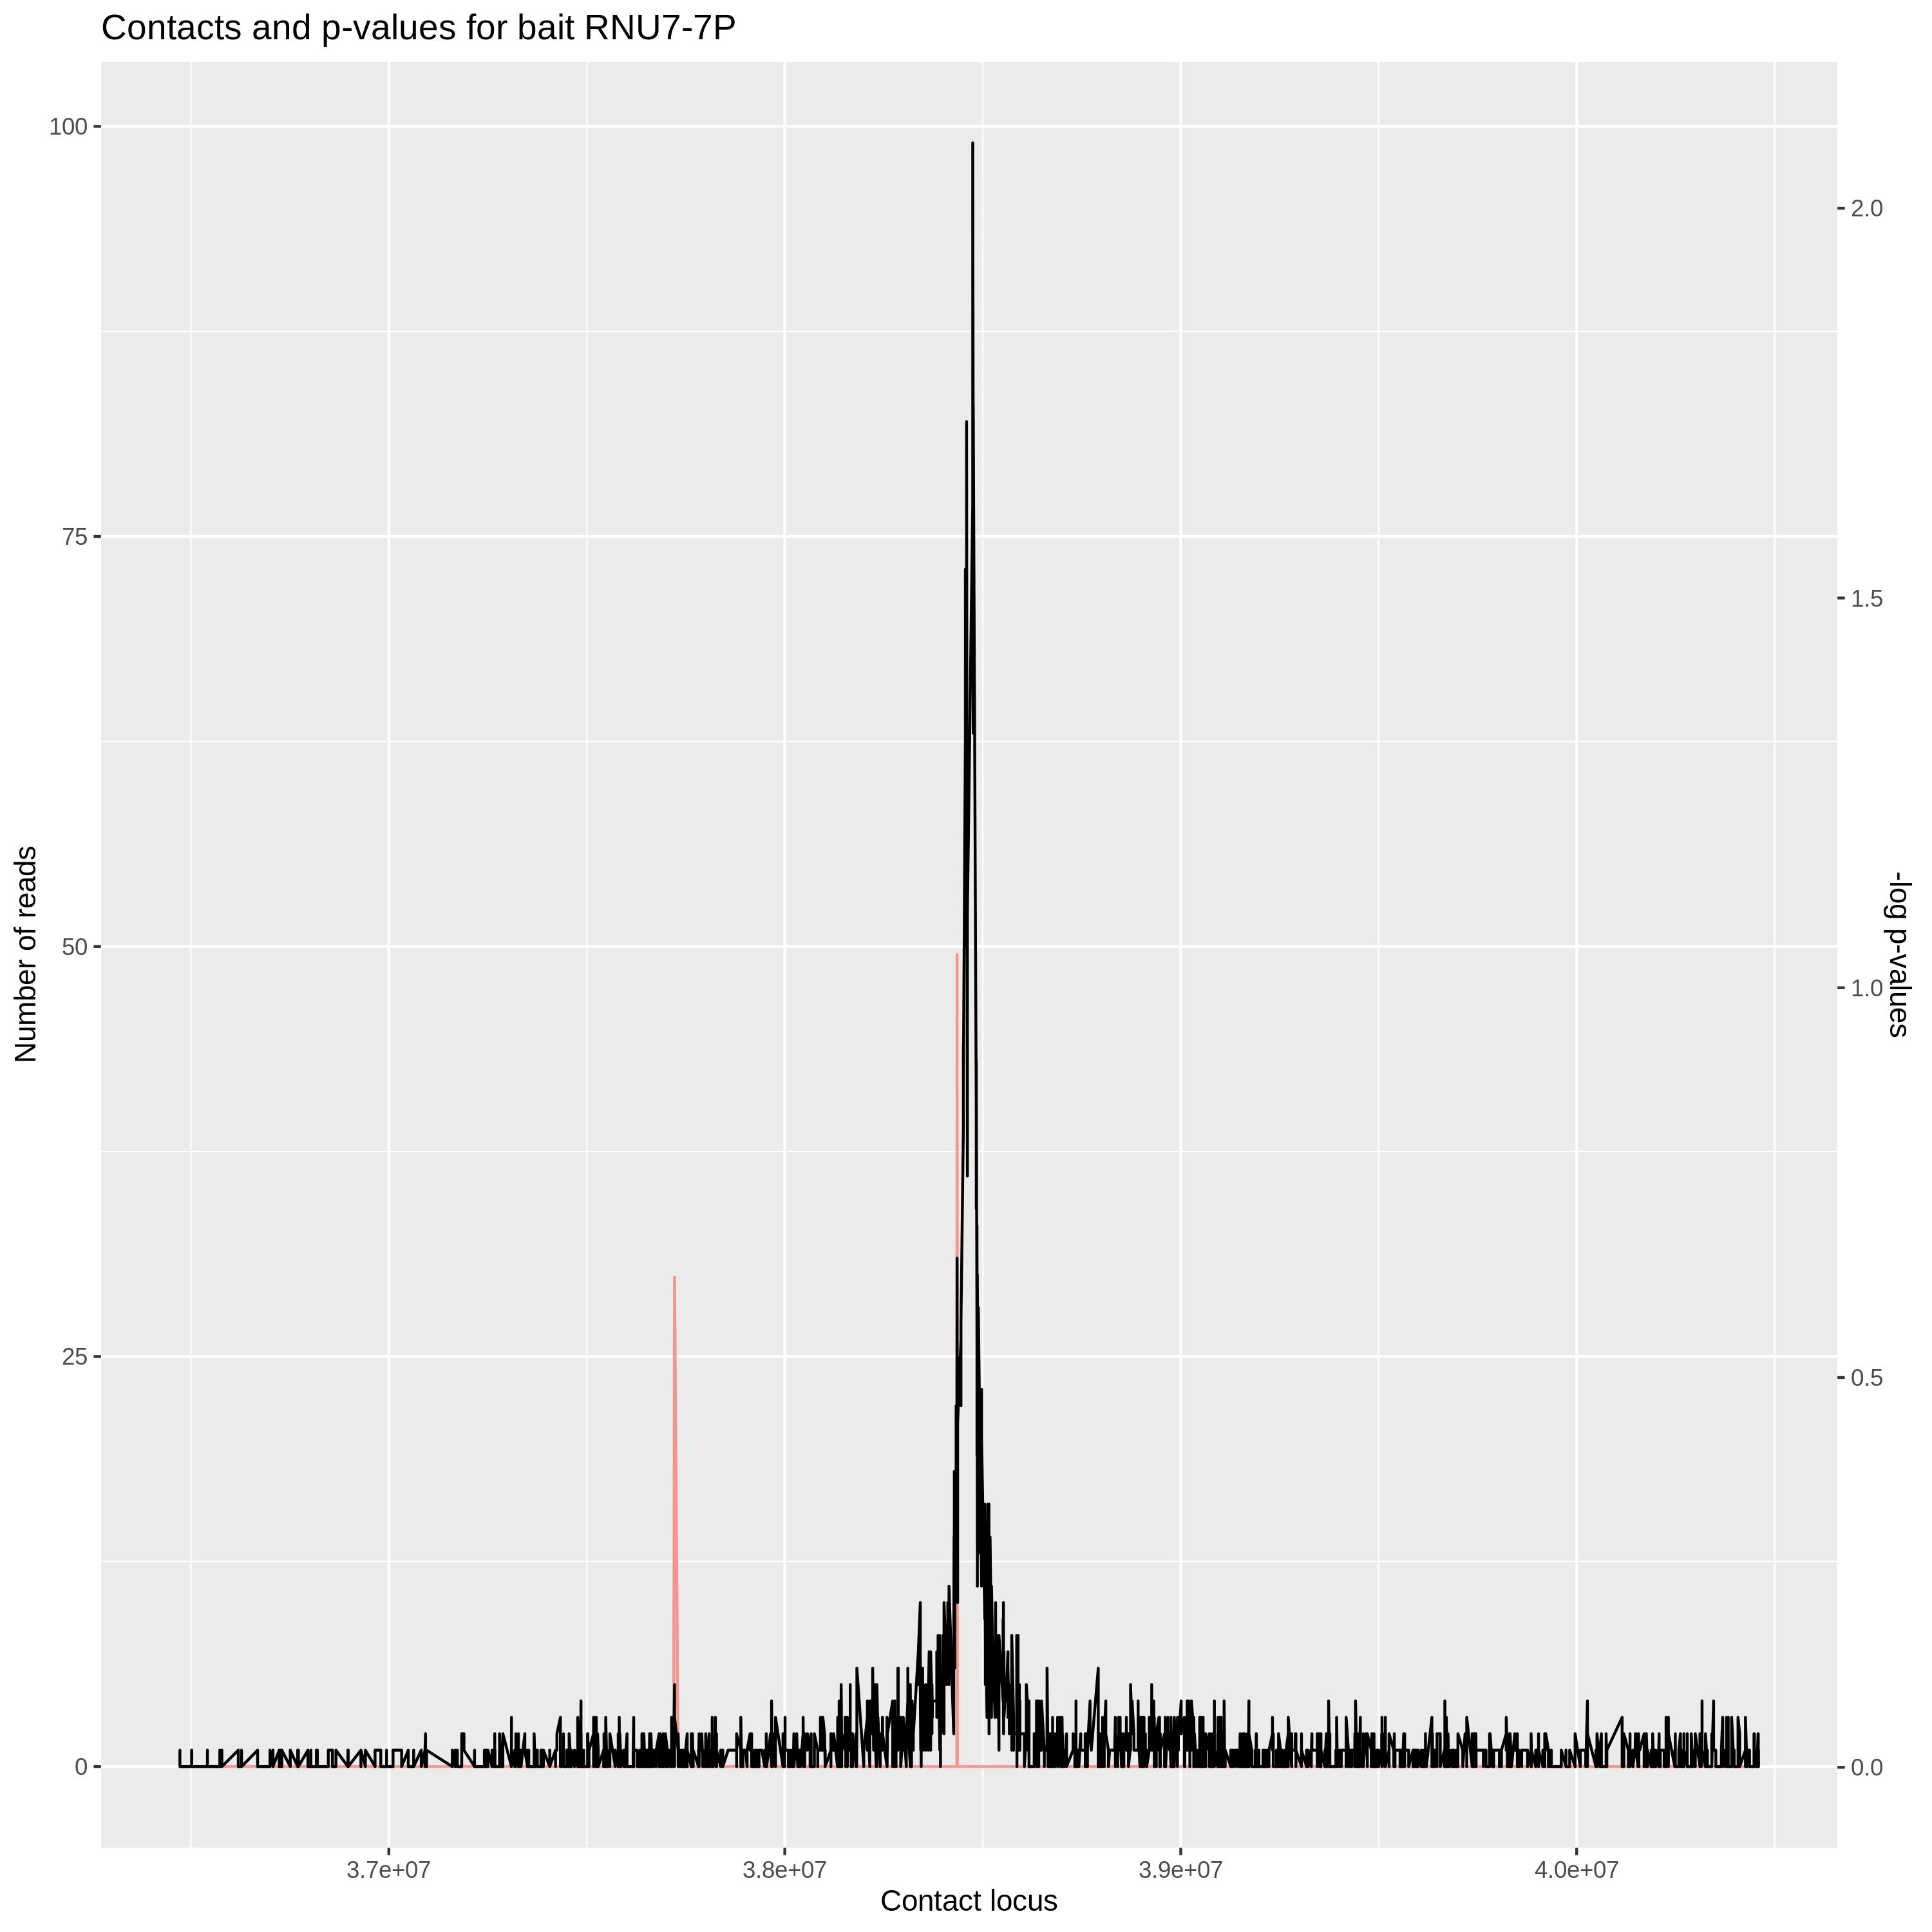 Contacts and p-values for bait RNU7-7P
100
75
50
25
0
Number of reads
2.0
1.5
1.0
0.5
0.0
-log p-values
3.7e+07
3.8e+07
3.9e+07
4.0e+07
Contact locus